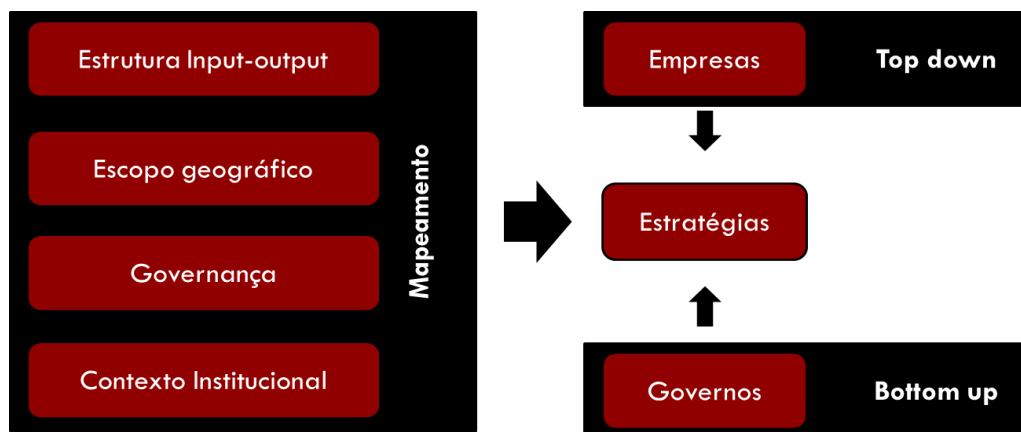 Estrutura Input-output
Escopo geográfico
Governança
Contexto Institucional
Mapeamento
Empresas
Top down
Estratégias
Governos
Bottom up